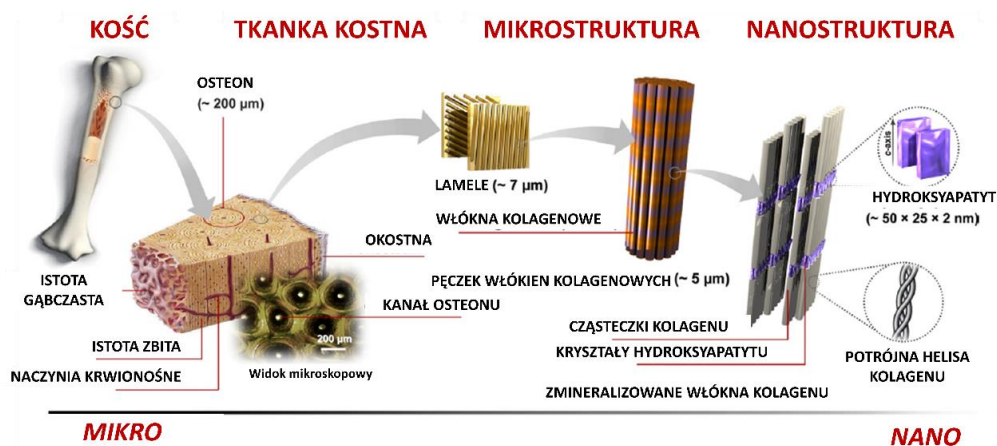 KOŚĆ
TKANKA KOSTNA
MIKROSTRUKTURA
NANOSTRUKTURA
OSTEON
(~ 200 µm)
LAMELE (~ 7 µm)
WŁÓKNA KOLAGENOWE
OKOSTNA
PĘCZEK WŁÓKIEN KOLAGENOWYCH (~ 5 µm)
KANAŁ OSTEONU
ISTOTA
GĄBCZASTA
ISTOTA ZBITA
NACZYNIA KRWIONOŚNE
200 µm
Widok mikroskopowy
c-axis
HYDROKSYAPATYT
(~ 50 × 25 × 2 nm)
CZĄSTECZKI KOLAGENU
KRYSZTAŁY HYDROKSYAPATYTU
ZMINERALIZOWANE WŁÓKNA KOLAGENU
POTRÓJNA HELISA
KOLAGENU
MIKRO
NANO